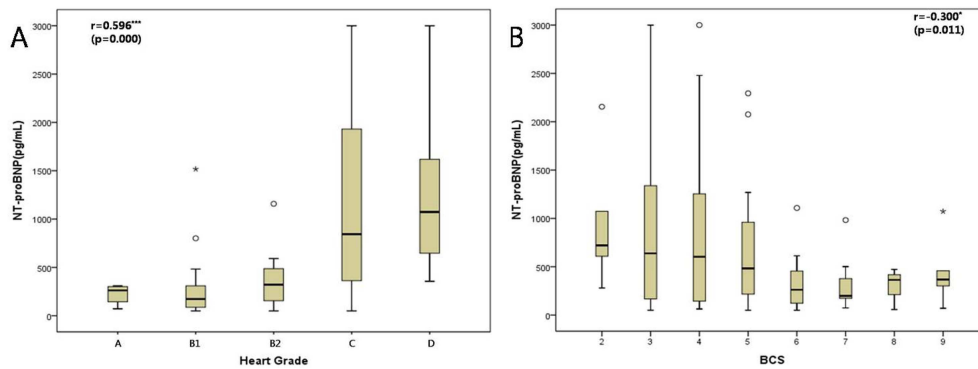 A
r=0.596***
(p=0.000)
NT-proBNP(pg/mL)
3000
2500
2000
1500
1000
500
0
A B1 B2 C D
Heart Grade
B
r=-0.300*
(p=0.011)
NT-proBNP(pg/mL)
3000
2500
2000
1500
1000
500
0
2 3 4 5 6 7 8 9
BCS